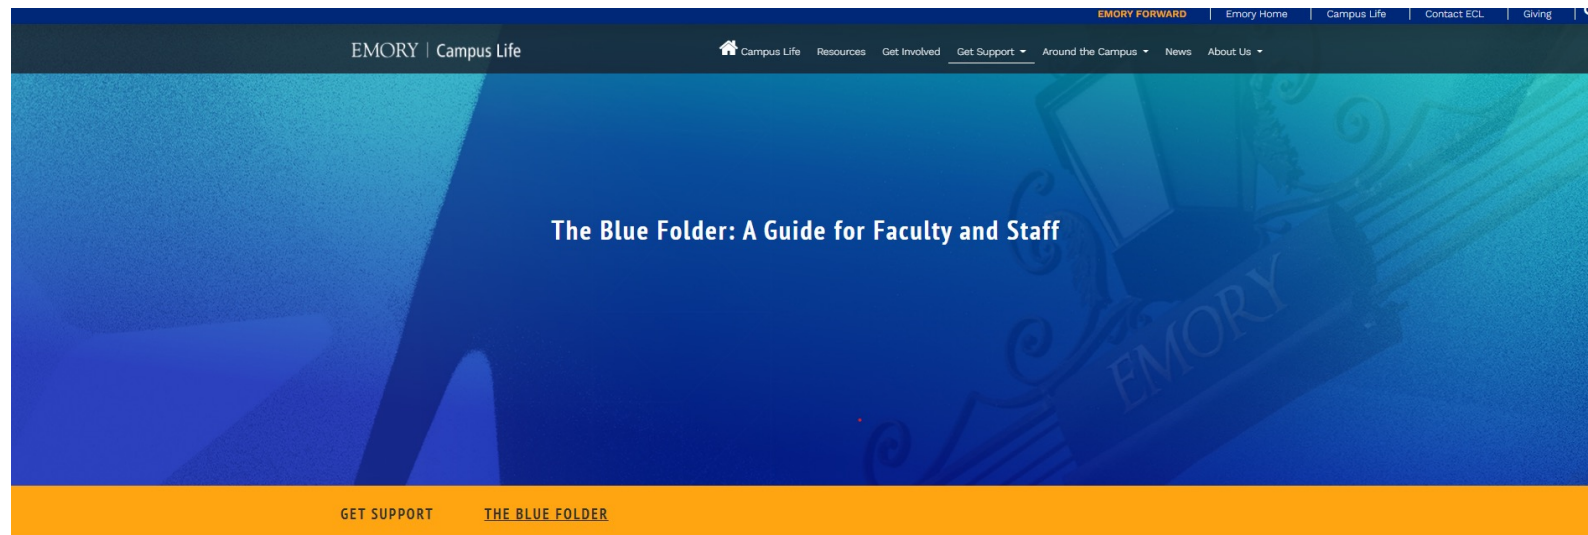 EMORY FORWARD | Emory Home | Campus Life | Contact ECL | Giving |
EMORY | Campus Life Campus Life Resources Get Involved Get Support Around the Campus News About Us
The Blue Folder: A Guide for Faculty and Staff
EMORY
GET SUPPORT THE BLUE FOLDER